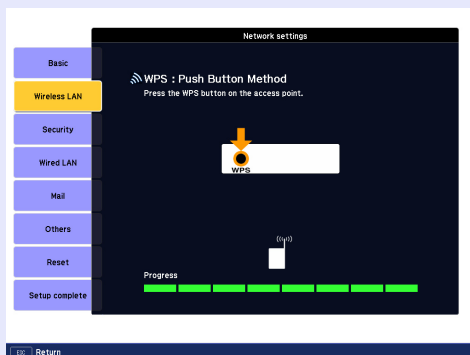 Network settings
Basic
Wireless LAN
Security
Wired LAN
Mail
Others
Reset
Setup complete
WPS : Push Button Method
Press the WPS button on the access point.
WPS
Progress
ESC Return